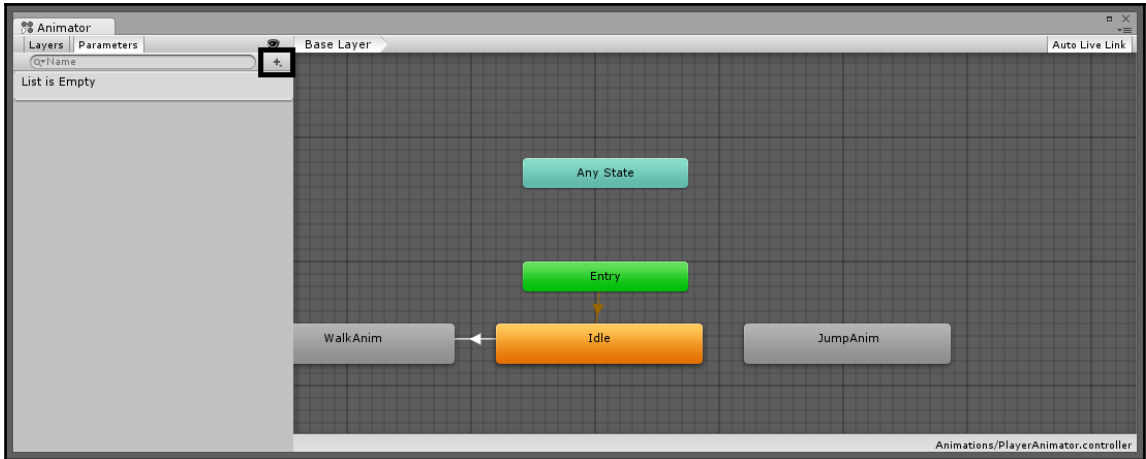 Animator
Layers Parameters Base Layer Auto Live Link
Name
List is Empty
Any State
Entry
WalkAnim Idle JumpAnim
Animations/PlayerAnimator.controller